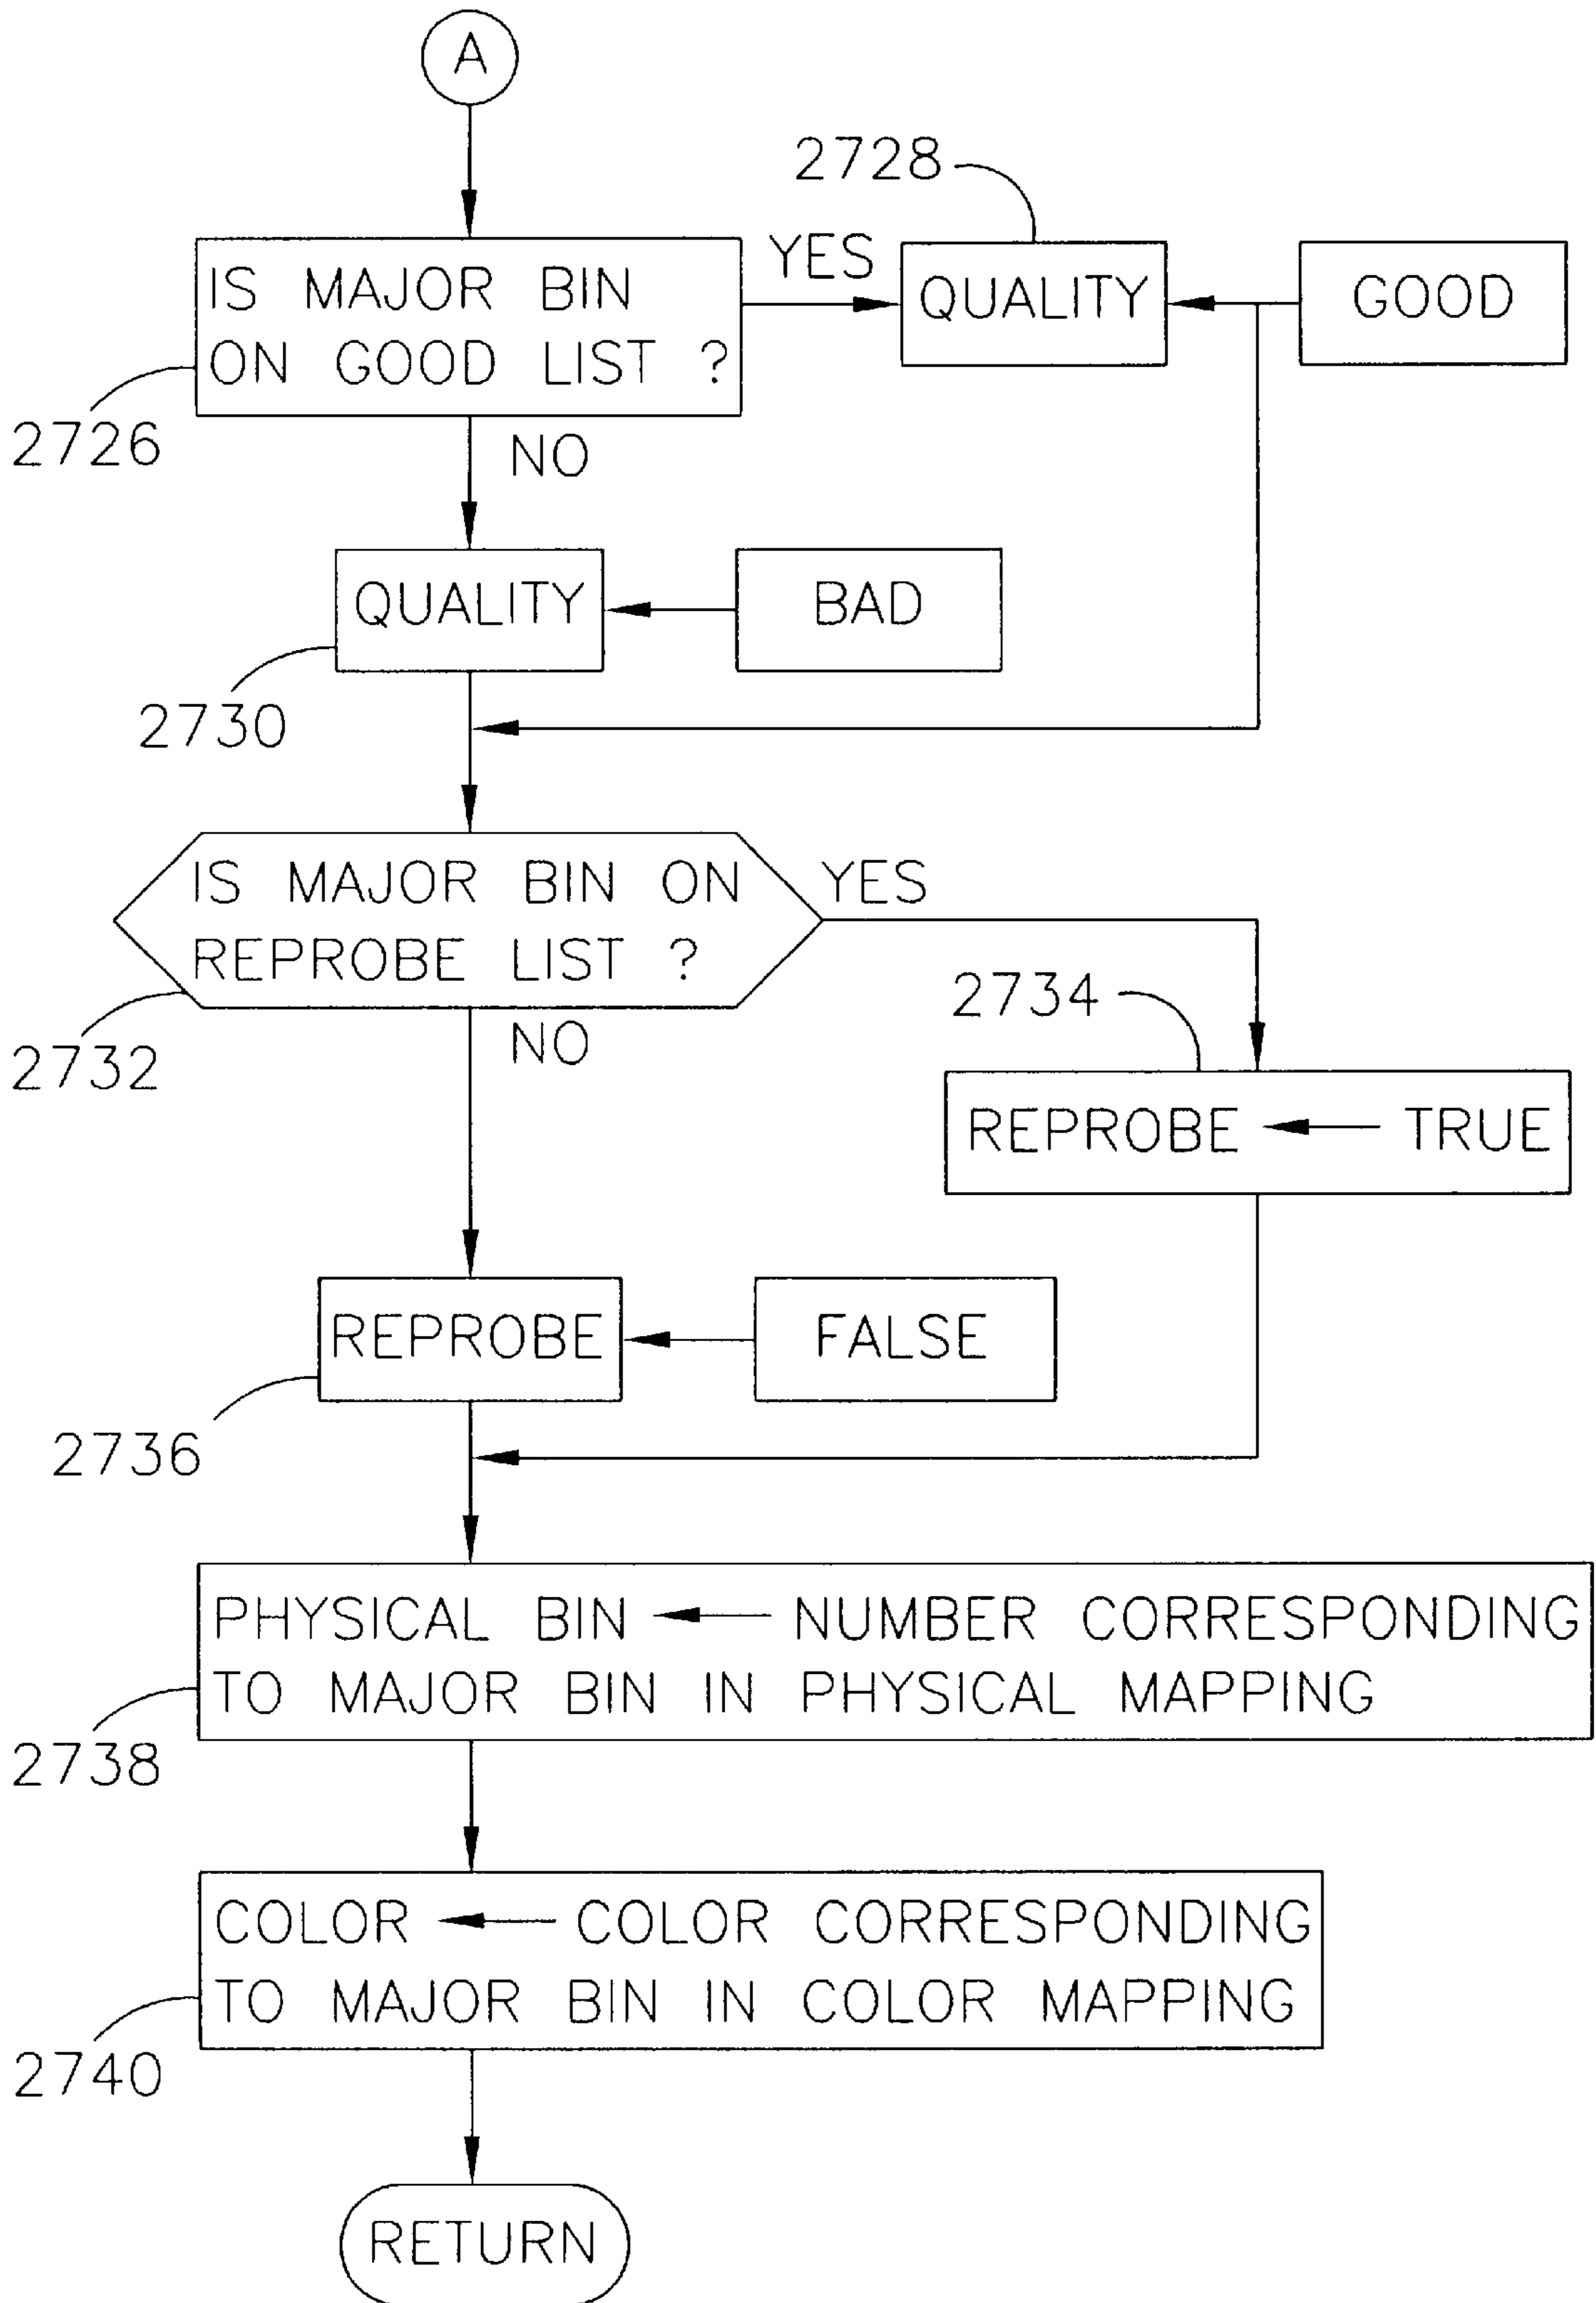 A
2728
IS MAJOR BIN
ON GOOD LIST ?
YES
QUALITY
GOOD
2726
NO
QUALITY
BAD
2730
IS MAJOR BIN ON
REPROBE LIST ?
YES
2732
NO
2734
REPROBE ← TRUE
REPROBE
FALSE
2736
PHYSICAL BIN ← NUMBER CORRESPONDING
TO MAJOR BIN IN PHYSICAL MAPPING
2738
COLOR ← COLOR CORRESPONDING
TO MAJOR BIN IN COLOR MAPPING
2740
RETURN